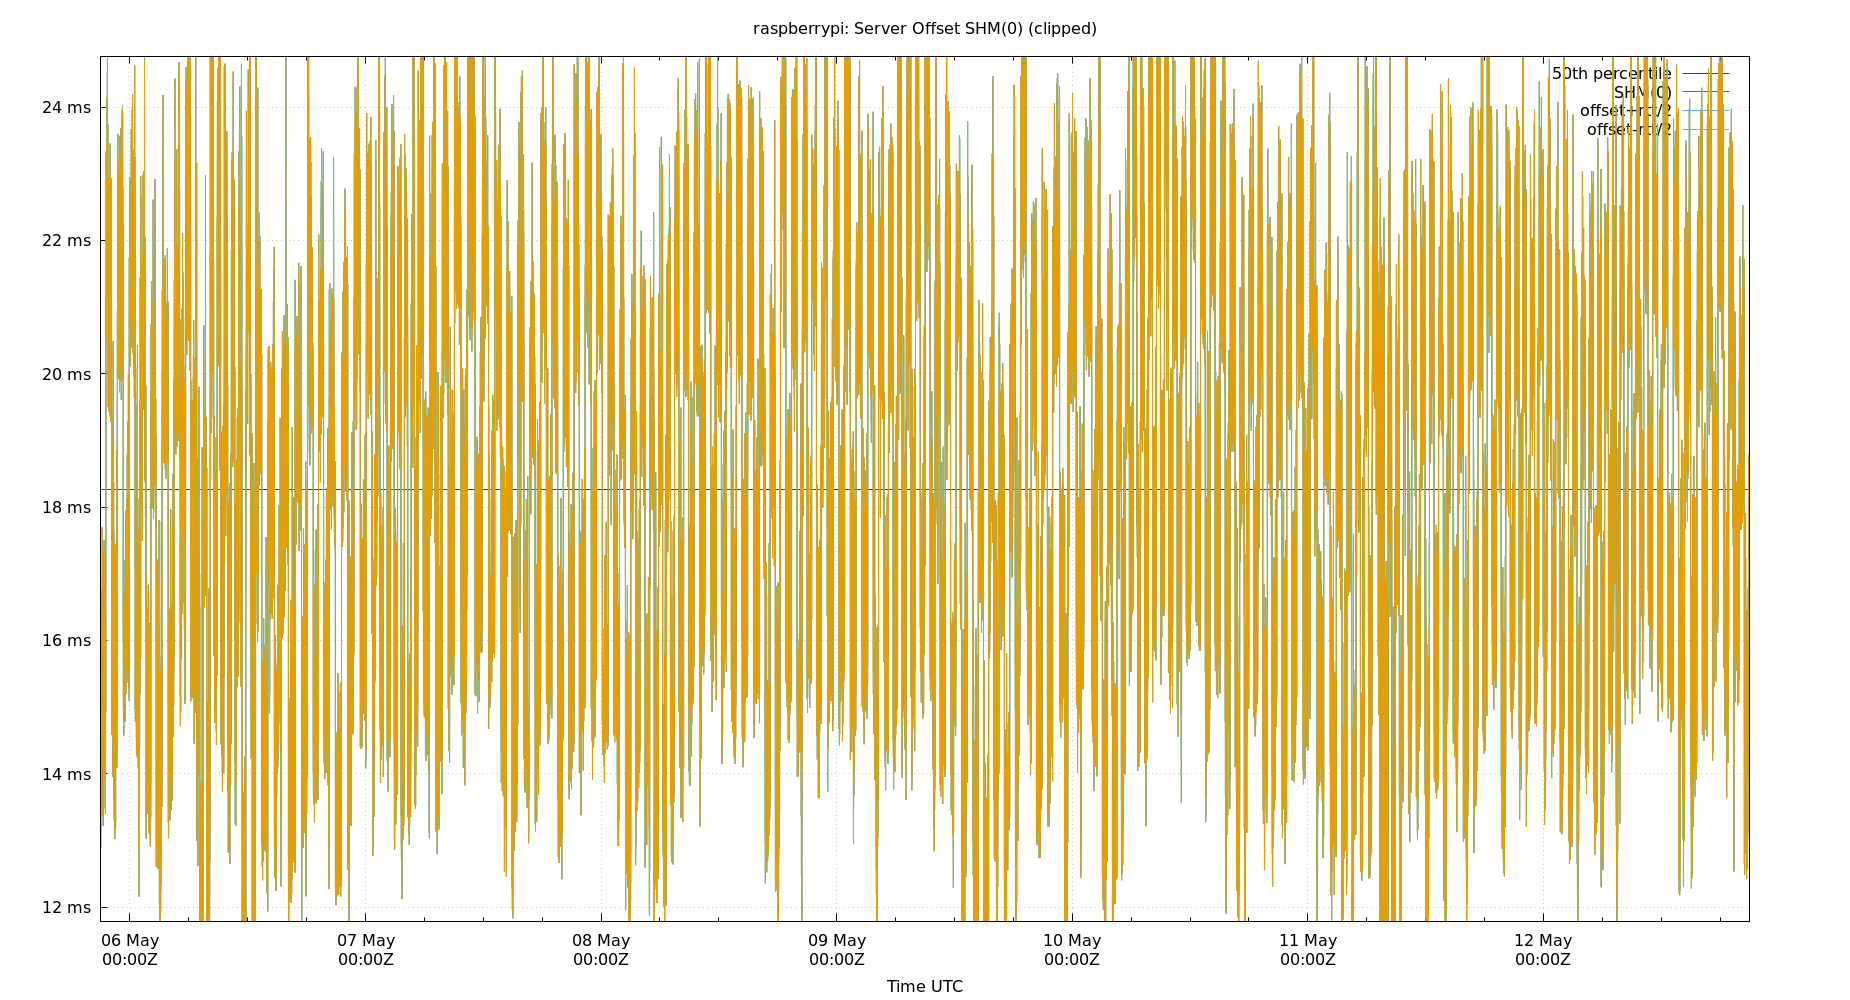 raspberrypi: Server Offset SHM(0) (clipped)
50th percentile
SHM(0)
offset+rtt/2
offset-rtt/2
24 ms
22 ms
20 ms
18 ms
16 ms
14 ms
12 ms
06 May 07 May 08 May 09 May 10 May 11 May 12 May
00:00Z 00:00Z 00:00Z 00:00Z 00:00Z 00:00Z 00:00Z
Time UTC